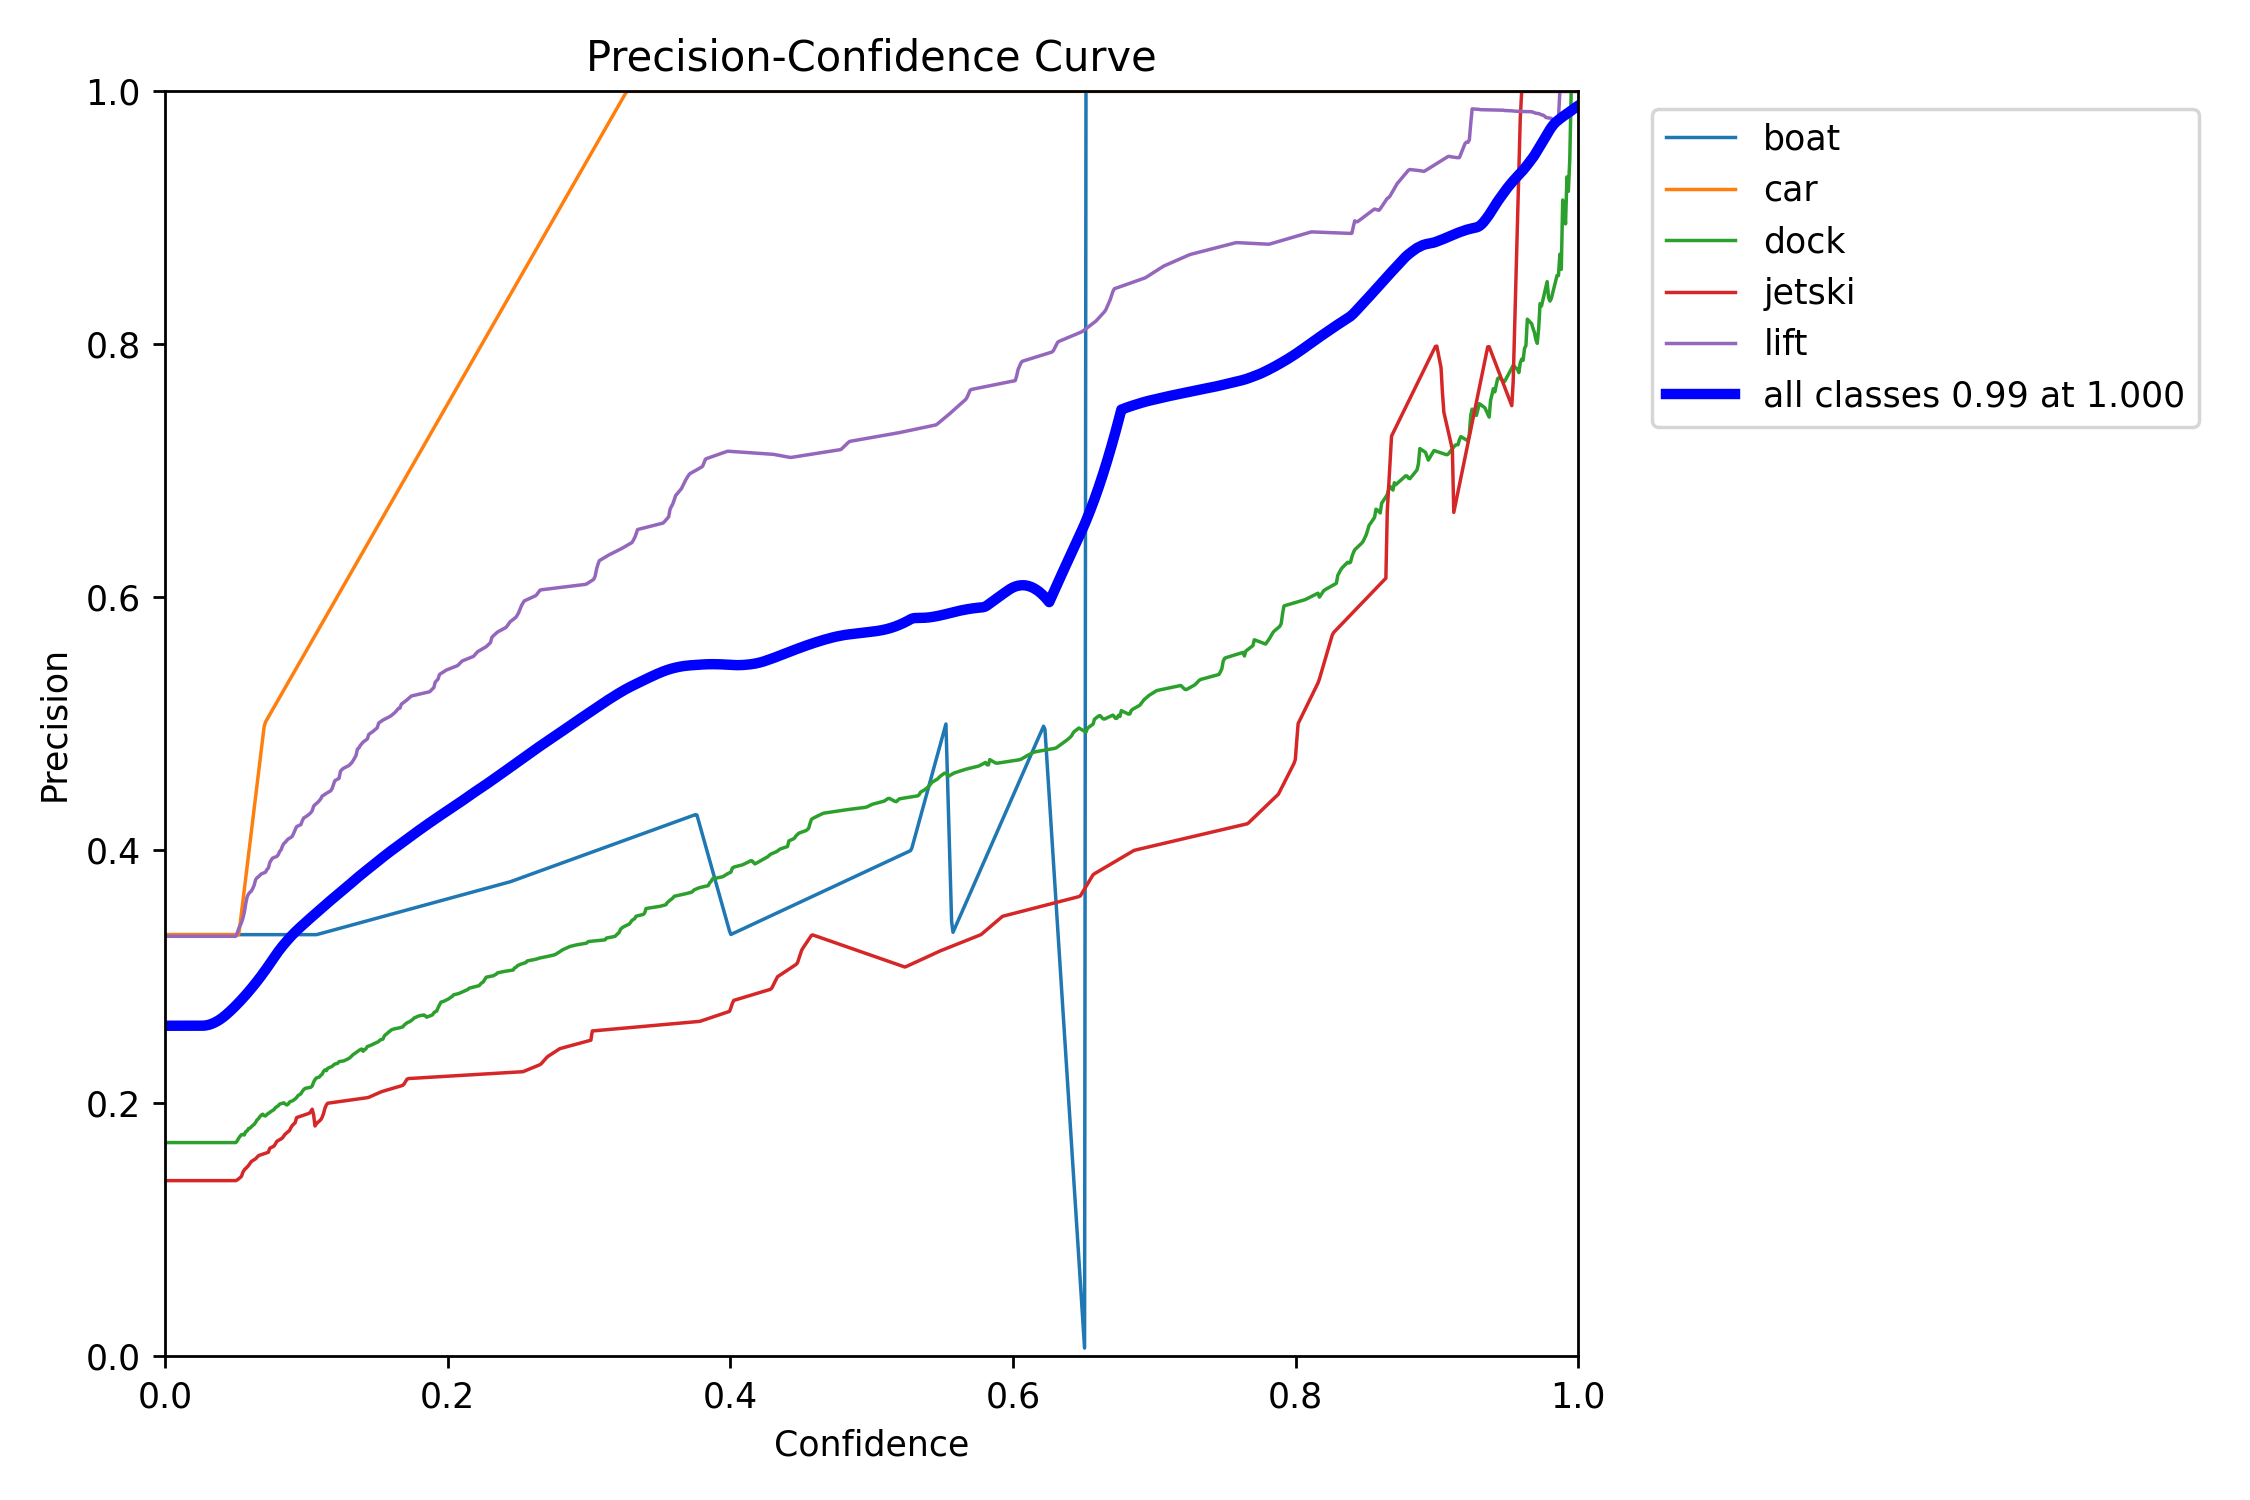 Precision-Confidence Curve
1.0
0.8
0.6
0.4
0.2
0.0
Precision
0.0 0.2 0.4 0.6 0.8 1.0
Confidence
boat
car
dock
jetski
lift
all classes 0.99 at 1.000